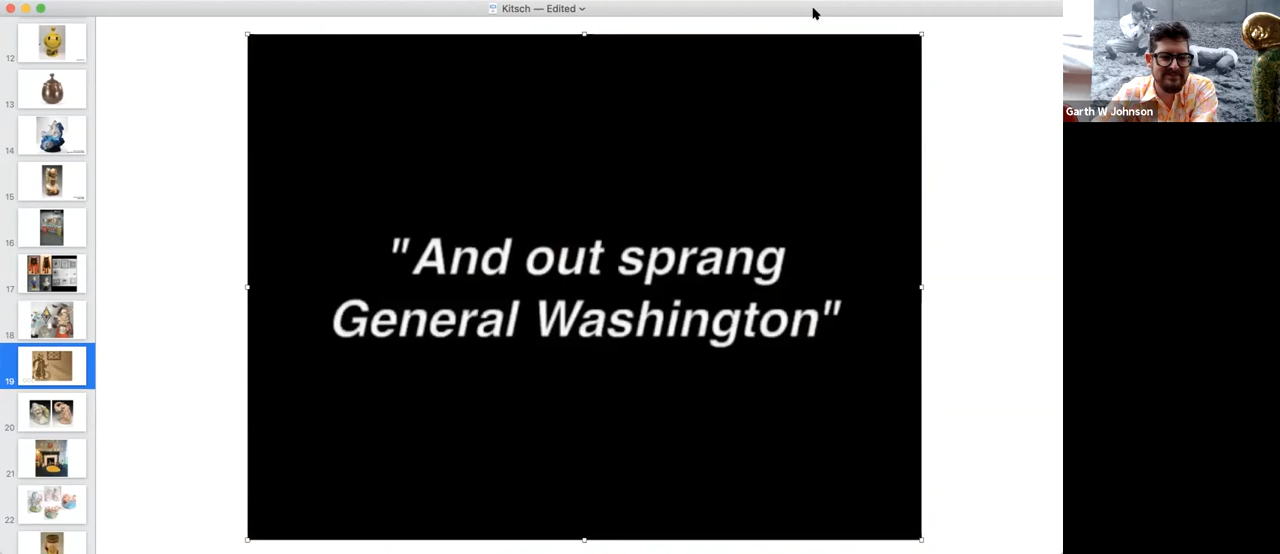 Kitsch — Edited
12
13
14
15
16
17
18
19
20
21
22
"And out sprang
General Washington"
Garth W Johnson